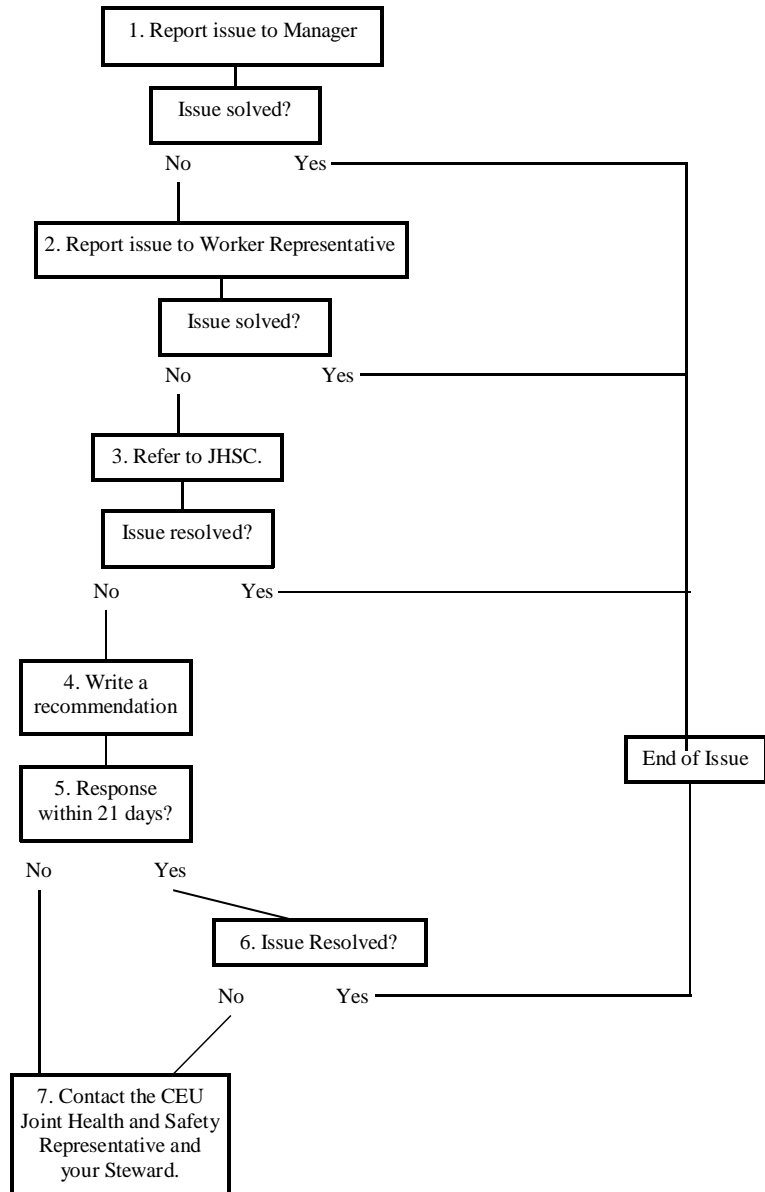 1. Report issue to Manager
Issue solved?
No
Yes
2. Report issue to Worker Representative
Issue solved?
No
Yes
3. Refer to JHSC.
Issue resolved?
No
Yes
4. Write a
recommendation
End of Issue
5. Response
within 21 days?
No
Yes
6. Issue Resolved?
No
Yes
7. Contact the CEU
Joint Health and Safety
Representative and
your Steward.